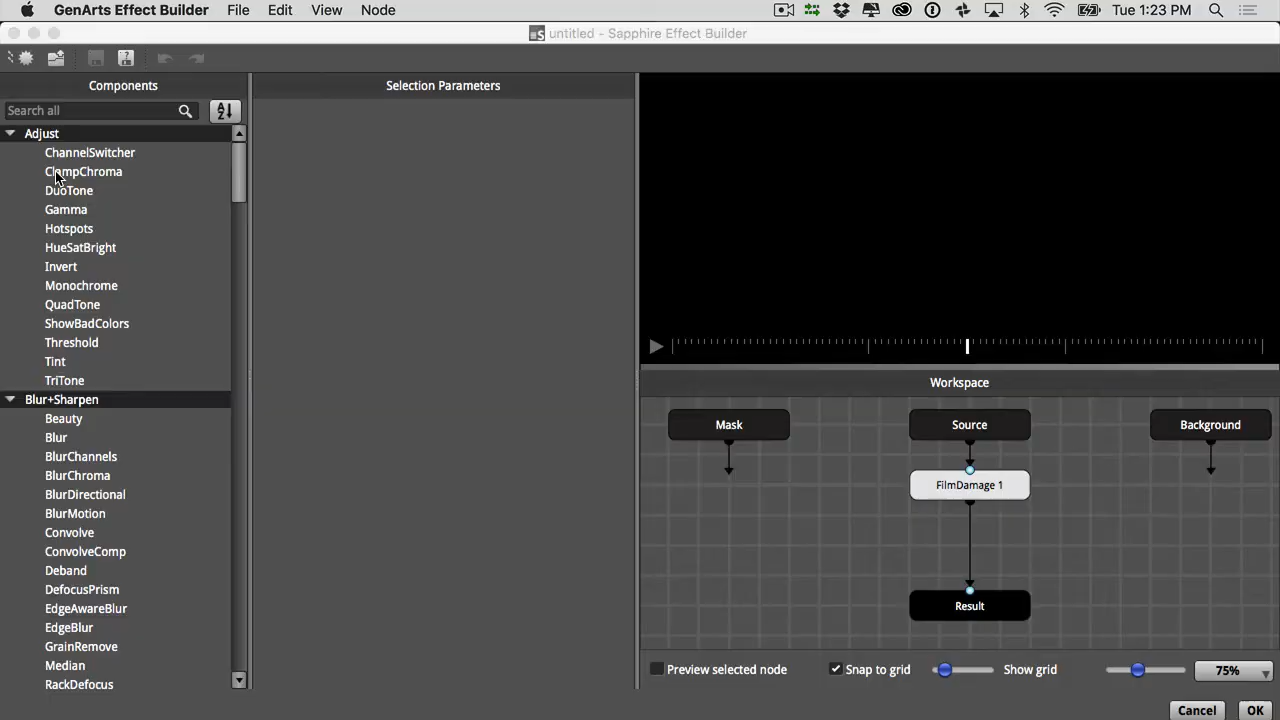 GenArts Effect Builder File Edit View Node Tue 1:23 PM
untitled - Sapphire Effect Builder
Components
Selection Parameters
Search all
Adjust
ChannelSwitcher
ClampChroma
DuoTone
Gamma
Hotspots
HueSatBright
Invert
Monochrome
QuadTone
ShowBadColors
Threshold
Tint
TriTone
Blur+Sharpen
Beauty
Blur
BlurChannels
BlurChroma
BlurDirectional
BlurMotion
Convolve
ConvolveComp
Deband
DefocusPrism
EdgeAwareBlur
EdgeBlur
GrainRemove
Median
RackDefocus
Workspace
Mask
Source
Background
FilmDamage 1
Result
Preview selected node
Snap to grid
Show grid
75%
Cancel
OK